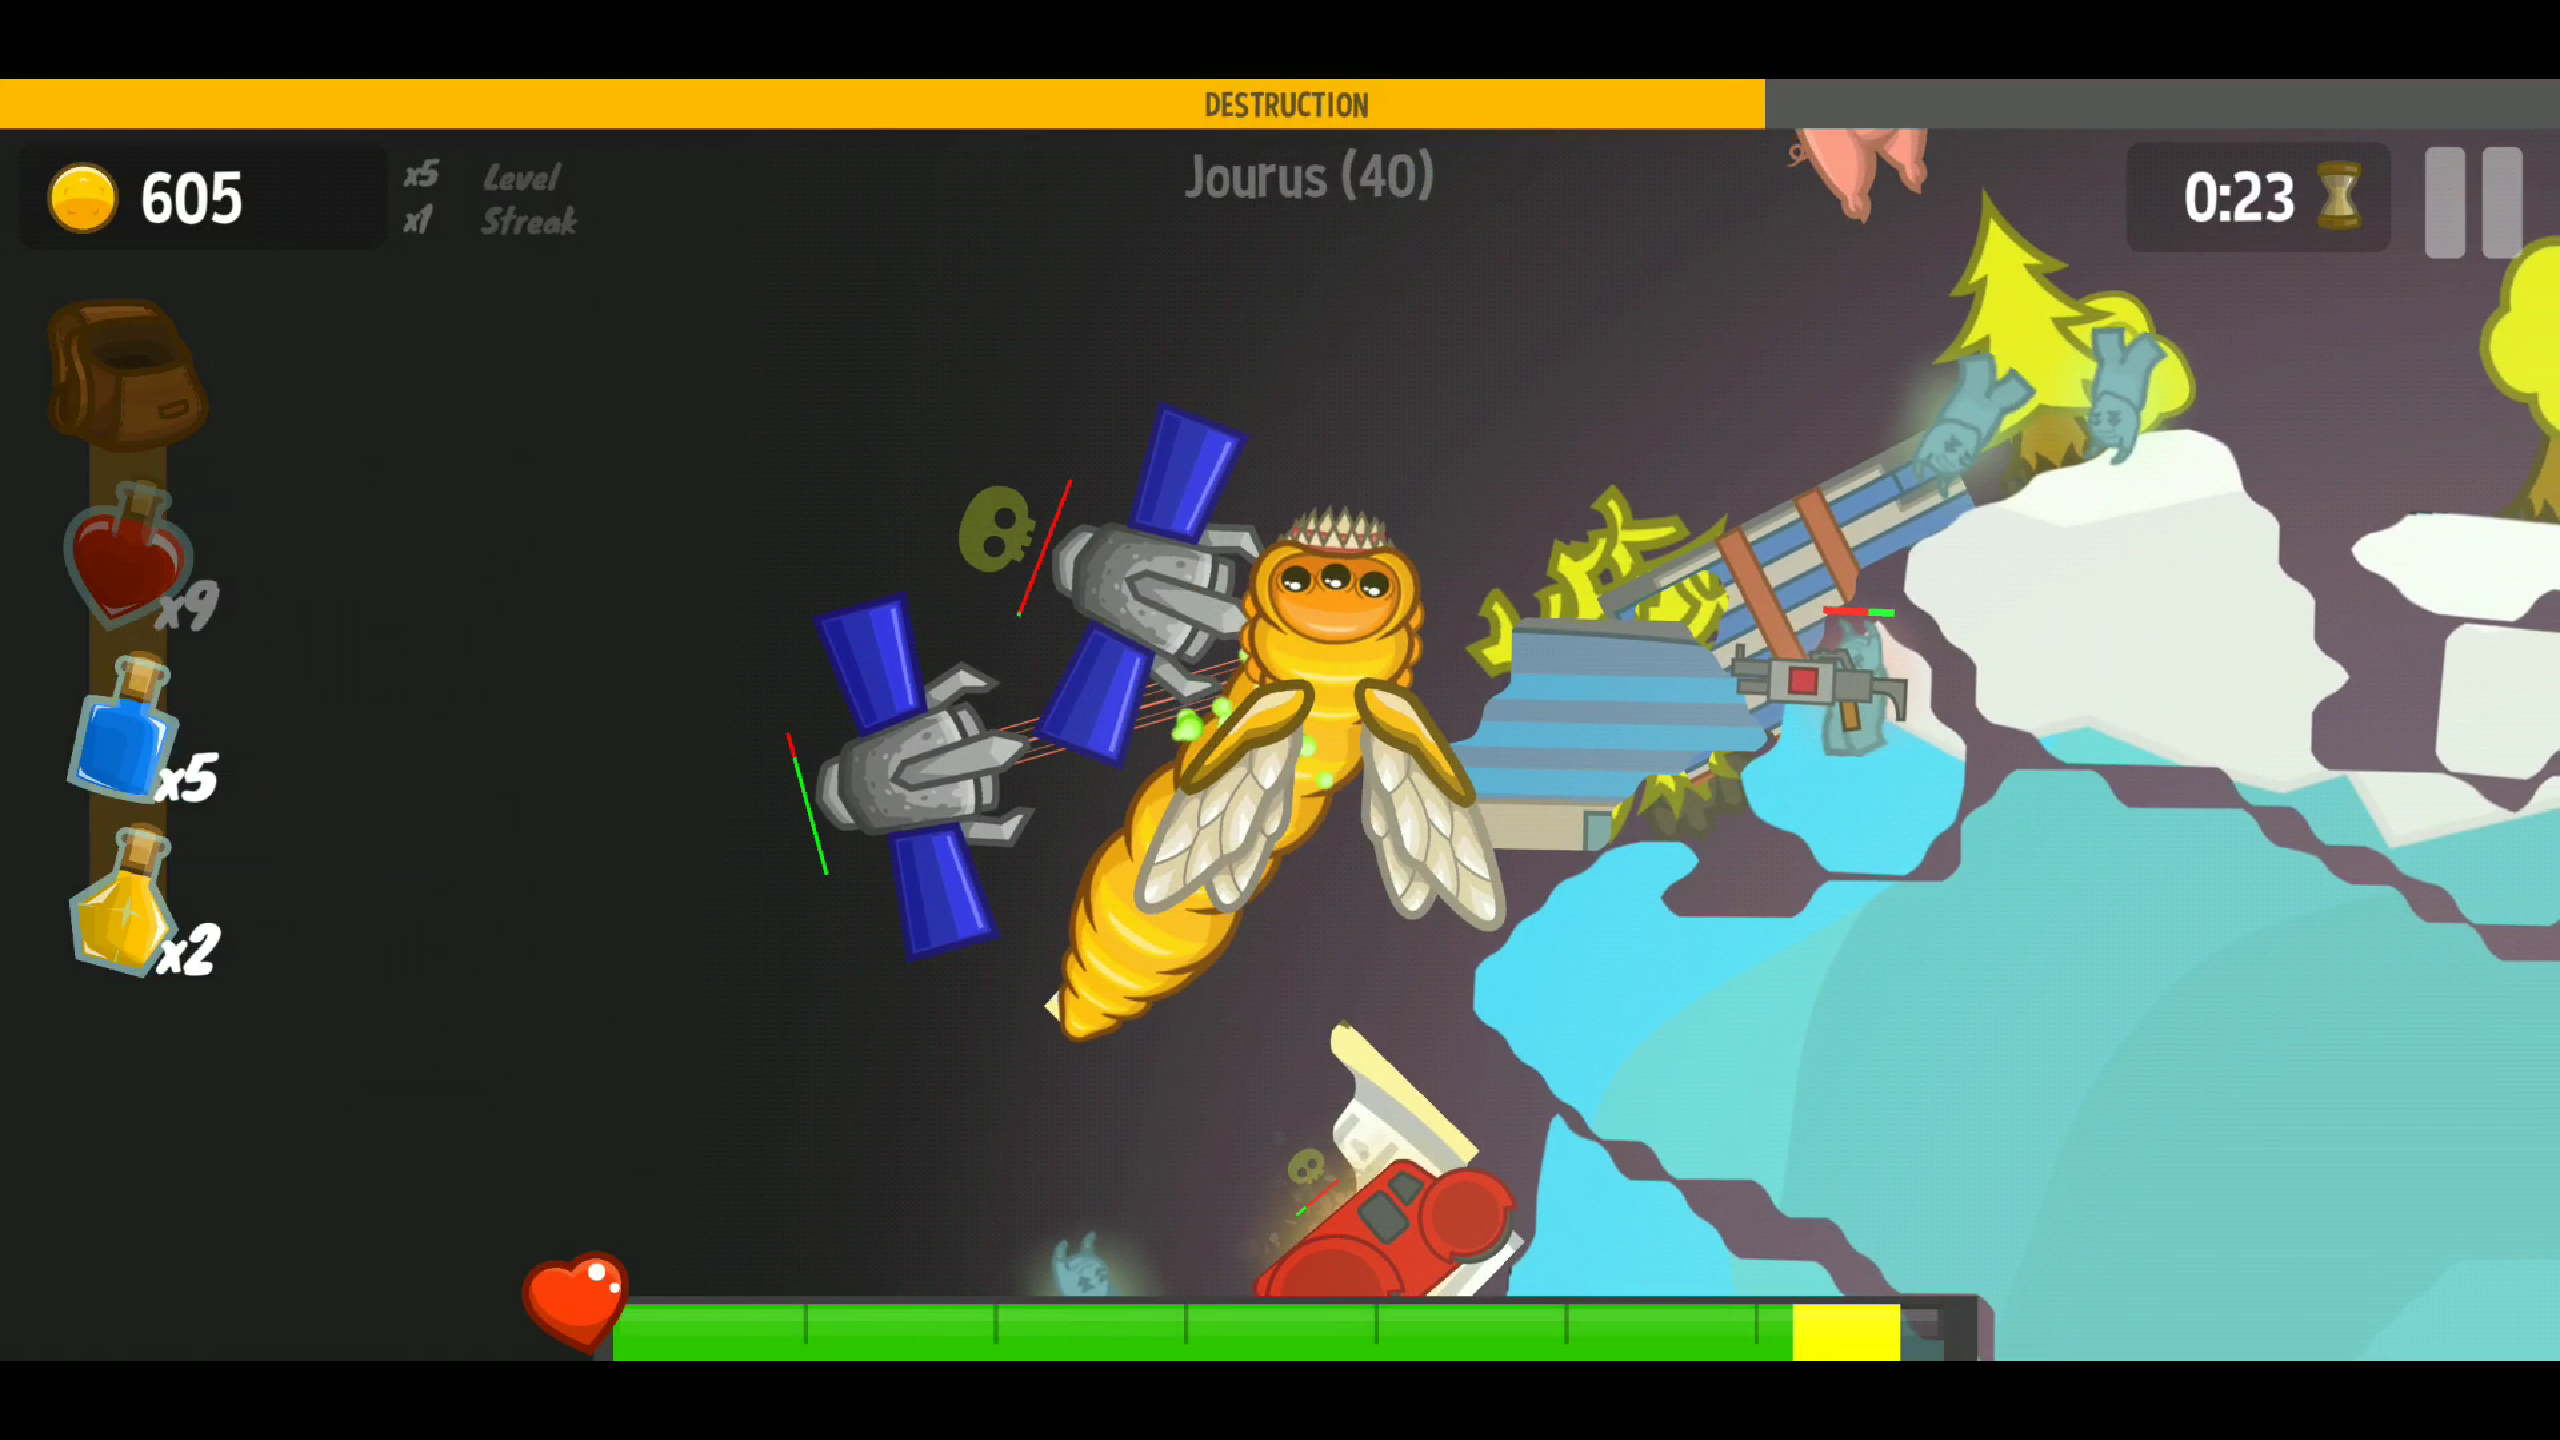 DESTRUCTION
605
x5 Level
x1 Streak
Jourus (40)
0:23
x9
x5
x2